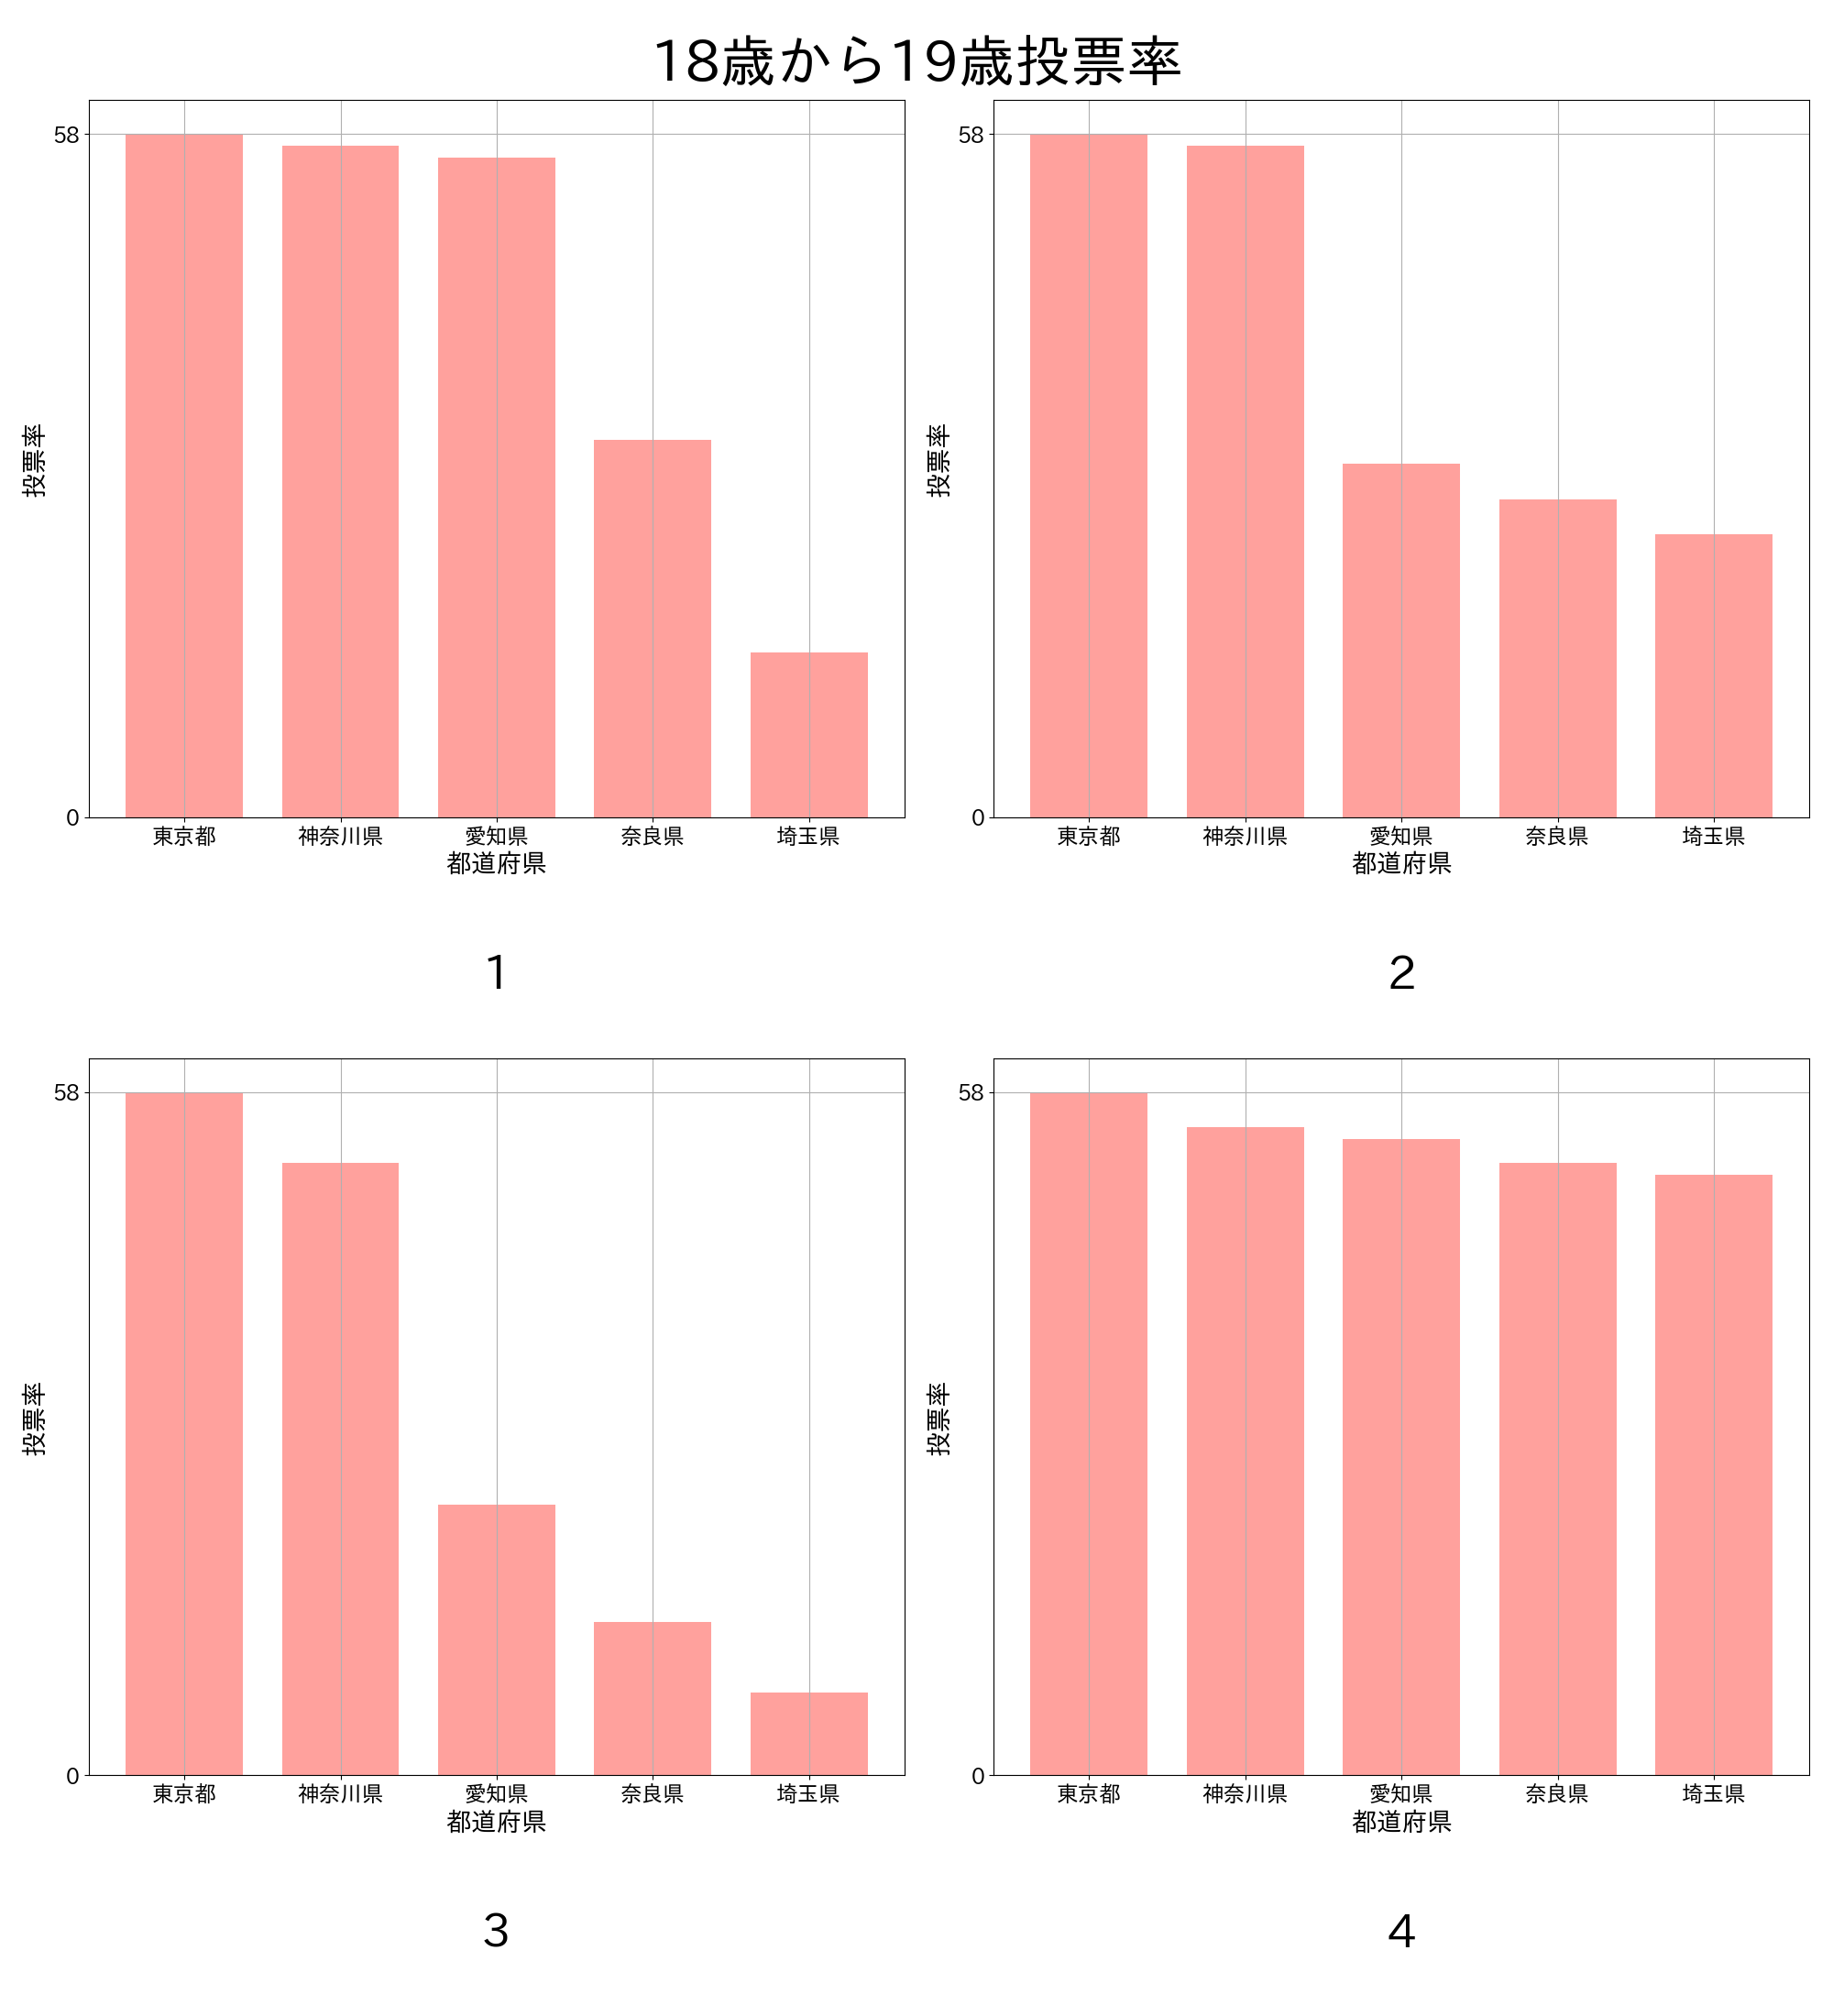 18歳から19歳投票率
58
投票率
0
東京都 神奈川県 愛知県 奈良県 埼玉県
都道府県
1
58
投票率
0
東京都 神奈川県 愛知県 奈良県 埼玉県
都道府県
2
58
投票率
0
東京都 神奈川県 愛知県 奈良県 埼玉県
都道府県
3
58
投票率
0
東京都 神奈川県 愛知県 奈良県 埼玉県
都道府県
4